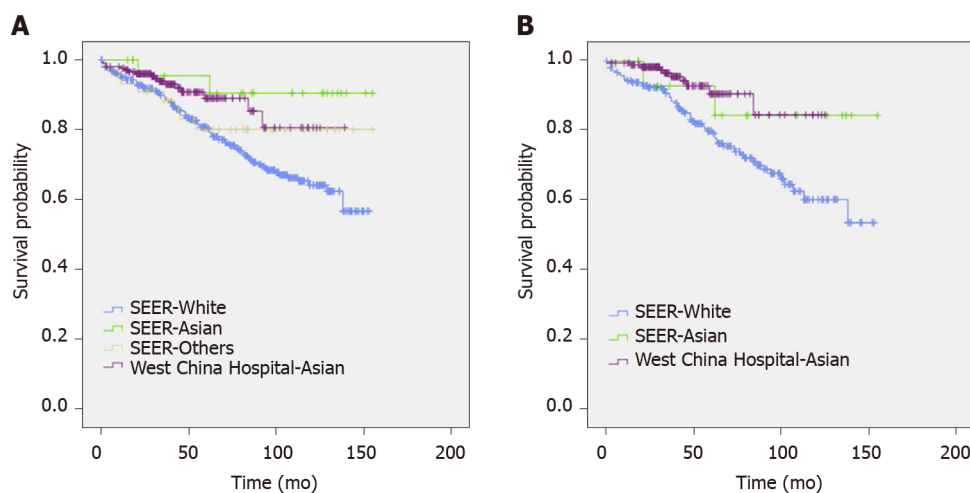 A
1.0
0.8
0.6
0.4
0.2
0.0
Survival probability
SEER-White
SEER-Asian
SEER-Others
West China Hospital-Asian
0 50 100 150 200
Time (mo)
B
1.0
0.8
0.6
0.4
0.2
0.0
Survival probability
SEER-White
SEER-Asian
West China Hospital-Asian
0 50 100 150 200
Time (mo)